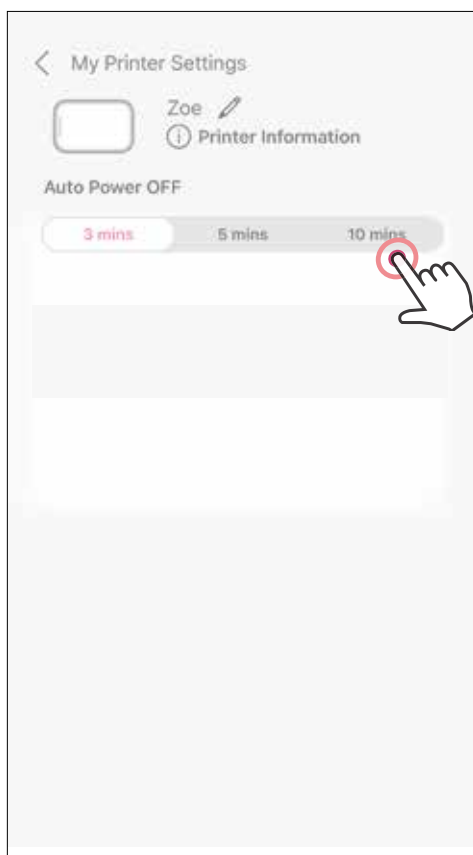 My Printer Settings
Zoe
Printer Information
Auto Power OFF
3 mins 5 mins 10 mins